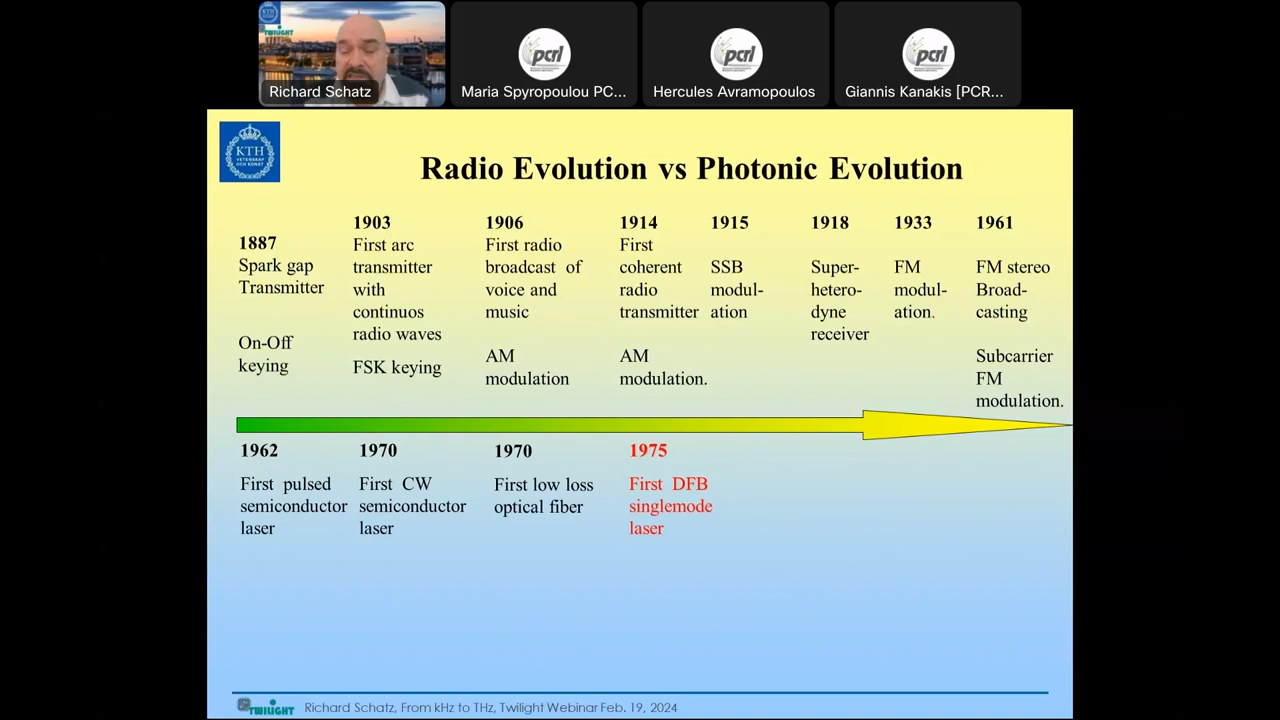 KTH
TWILIGHT
Richard Schatz
pcrl
Maria Spyropoulou PC...
pcrl
Hercules Avramopoulos
pcrl
Giannis Kanakis [PCR...
KTH
VETENSKAP
OCH KONST
Radio Evolution vs Photonic Evolution
1887
Spark gap
Transmitter
On-Off
keying
1903
First arc
transmitter
with
continuos
radio waves
FSK keying
1906
First radio
broadcast of
voice and
music
AM
modulation
1914
First
coherent
radio
transmitter
AM
modulation.
1915
SSB
modul-
ation
1918
Super-
hetero-
dyne
receiver
1933
FM
modul-
ation.
1961
FM stereo
Broad-
casting
Subcarrier
FM
modulation.
1962
First pulsed
semiconductor
laser
1970
First CW
semiconductor
laser
1970
First low loss
optical fiber
1975
First DFB
singlemode
laser
TWILIGHT
Richard Schatz, From kHz to THz, Twilight Webinar Feb. 19, 2024